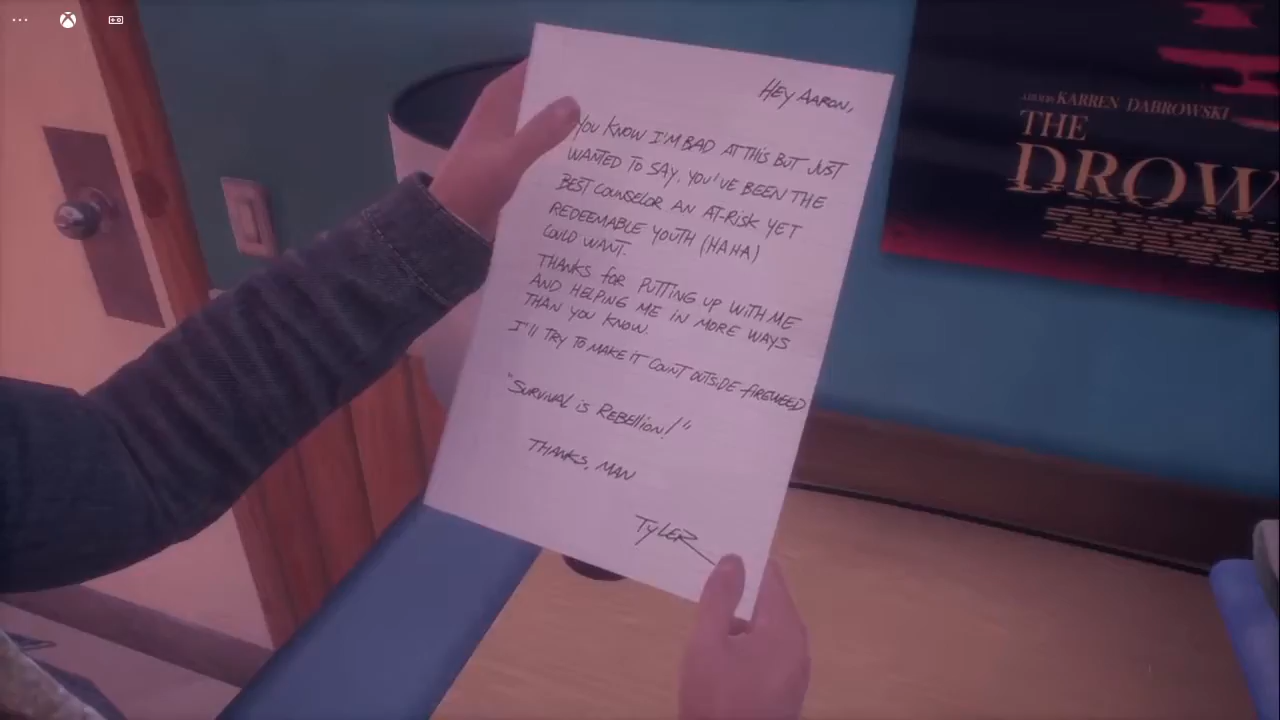 HEY AARON,
YOU KNOW I'M BAD AT THIS BUT JUST
WANTED TO SAY, YOU'VE BEEN THE
BEST COUNSELOR AN AT-RISK YET
REDEEMABLE YOUTH (HAHA)
COULD WANT.
THANKS FOR PUTTING UP WITH ME
AND HELPING ME IN MORE WAYS
THAN YOU KNOW.
I'll TRY TO MAKE IT COUNT OUTSIDE FIREWEED
"SURVIVAL iS REBELLION!"
THANKS, MAN
TYLER
KARREN DABROWSKI
THE
DROW